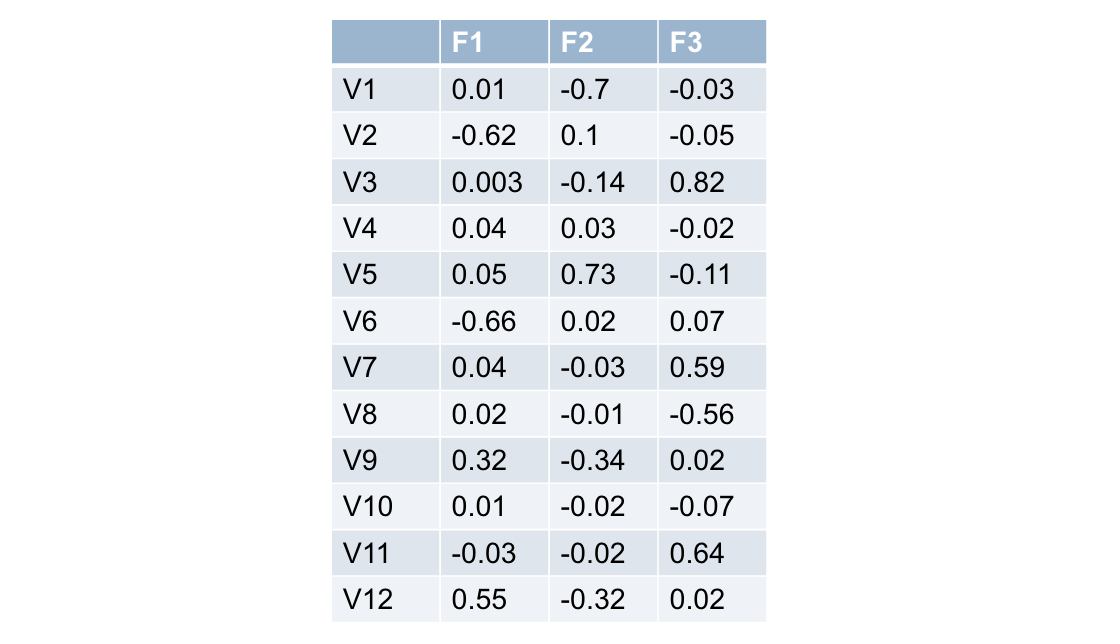 F1 F2 F3
V1 0.01 -0.7 -0.03
V2 -0.62 0.1 -0.05
V3 0.003 -0.14 0.82
V4 0.04 0.03 -0.02
V5 0.05 0.73 -0.11
V6 -0.66 0.02 0.07
V7 0.04 -0.03 0.59
V8 0.02 -0.01 -0.56
V9 0.32 -0.34 0.02
V10 0.01 -0.02 -0.07
V11 -0.03 -0.02 0.64
V12 0.55 -0.32 0.02